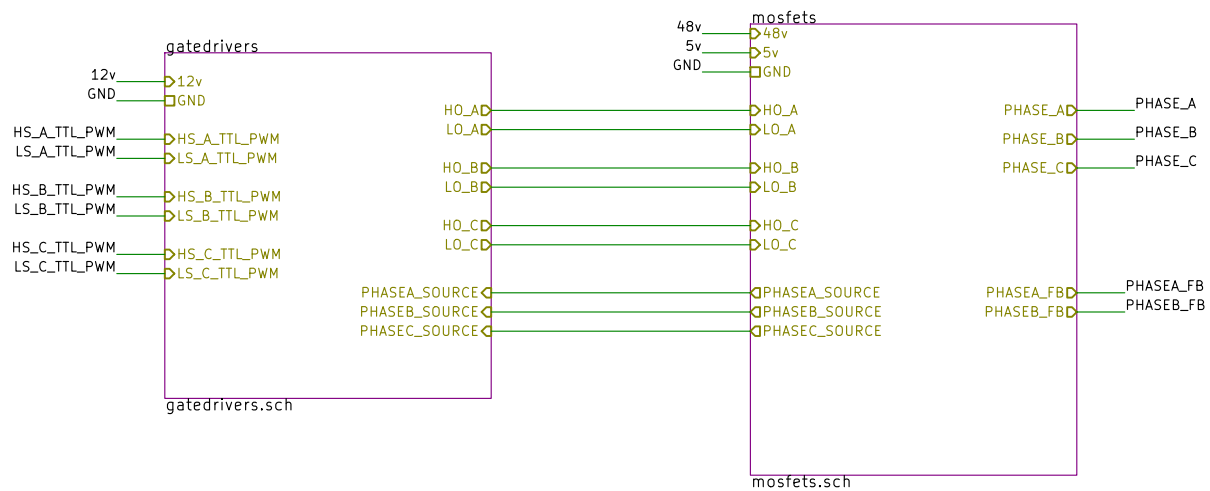 gatedrivers
12v
GND
HS_A_TTL_PWM
LS_A_TTL_PWM
HS_B_TTL_PWM
LS_B_TTL_PWM
HS_C_TTL_PWM
LS_C_TTL_PWM
12v
GND
HS_A_TTL_PWM
LS_A_TTL_PWM
HS_B_TTL_PWM
LS_B_TTL_PWM
HS_C_TTL_PWM
LS_C_TTL_PWM
HO_A
LO_A
HO_B
LO_B
HO_C
LO_C
PHASEA_SOURCE
PHASEB_SOURCE
PHASEC_SOURCE
gatedrivers.sch
mosfets
48v
5v
GND
48v
5v
GND
HO_A
LO_A
HO_B
LO_B
HO_C
LO_C
PHASEA_SOURCE
PHASEB_SOURCE
PHASEC_SOURCE
PHASE_A
PHASE_B
PHASE_C
PHASEA_FB
PHASEB_FB
PHASE_A
PHASE_B
PHASE_C
PHASEA_FB
PHASEB_FB
mosfets.sch